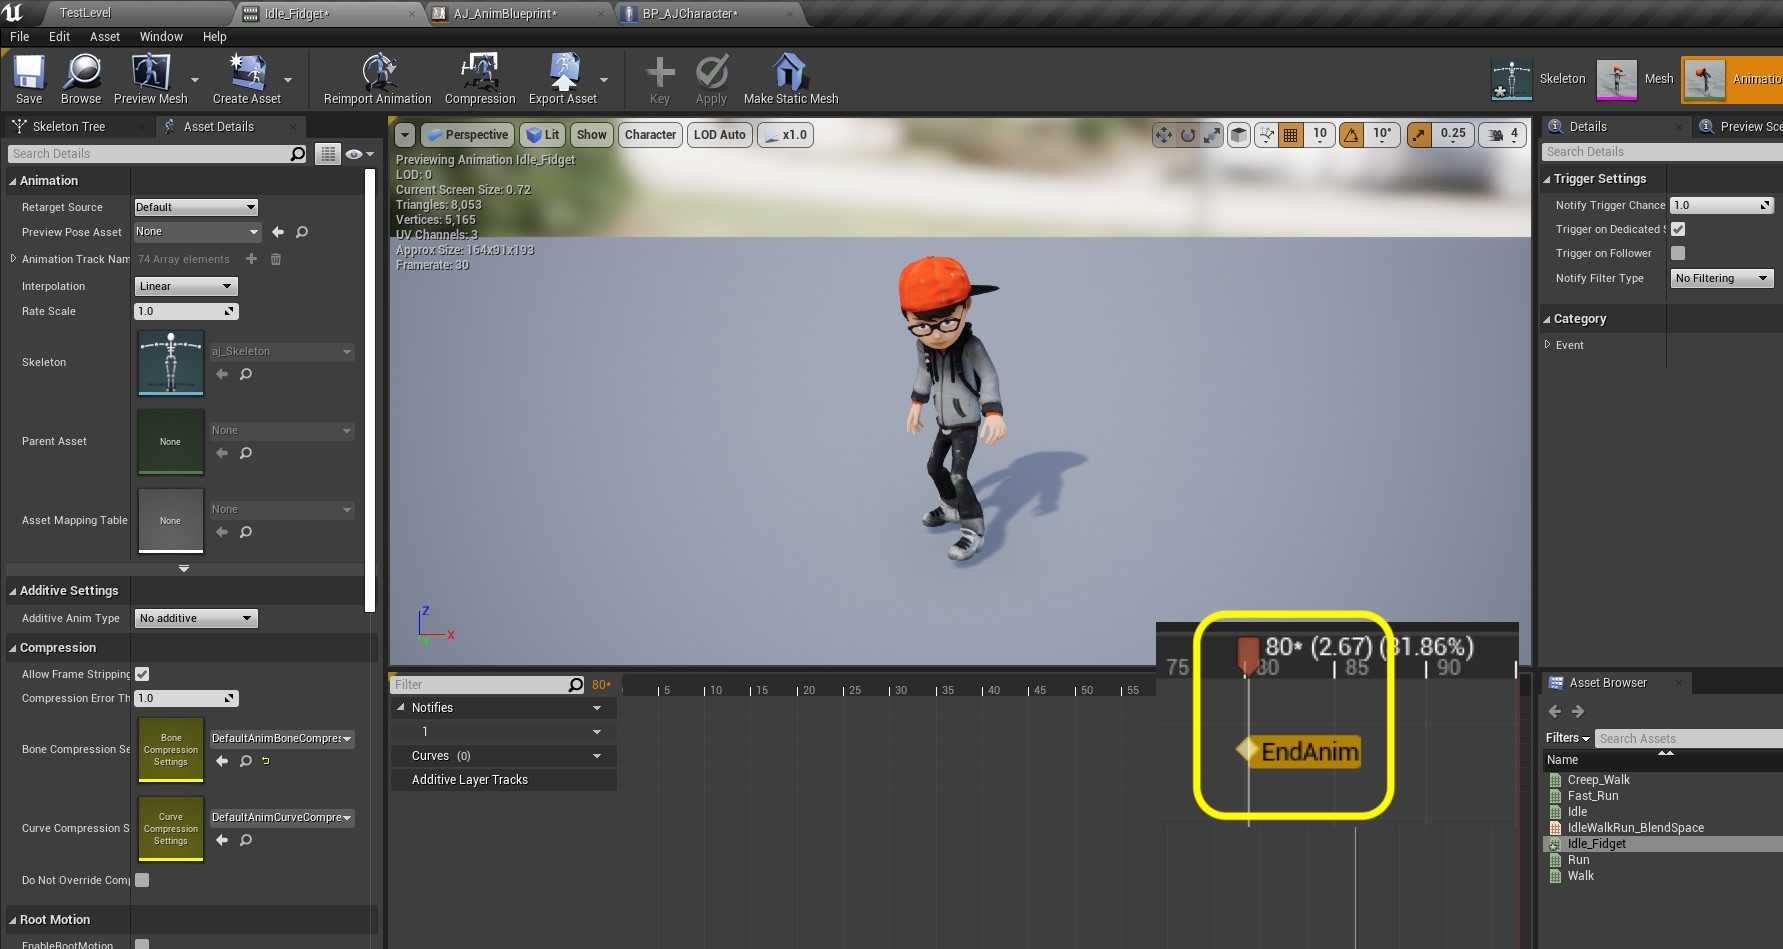 TestLevel
Idle_Fidget*
AJ_AnimBlueprint*
BP_AJCharacter*
File Edit Asset Window Help
Save Browse Preview Mesh Create Asset Reimport Animation Compression Export Asset Key Apply Make Static Mesh
Skeleton Mesh Animatio
Skeleton Tree
Asset Details
Search Details
Animation
Retarget Source Default
Preview Pose Asset None
Animation Track Nam 74 Array elements
Interpolation Linear
Rate Scale 1.0
Skeleton aj_Skeleton
Parent Asset None None
Asset Mapping Table None None
Additive Settings
Additive Anim Type No additive
Compression
Allow Frame Stripping
Compression Error Th 1.0
Bone Compression Se
Bone
Compression
Settings
DefaultAnimBoneCompres
Curve Compression S
Curve
Compression
Settings
DefaultAnimCurveCompre
Do Not Override Comp
Root Motion
EnableRootMotion
Perspective Lit Show Character LOD Auto x1.0
10 10° 0.25 4
Previewing Animation Idle_Fidget
LOD: 0
Current Screen Size: 0.72
Triangles: 8,053
Vertices: 5,165
UV Channels: 3
Approx Size: 164x91x193
Framerate: 30
Z
X
Y
Filter 80*
5 10 15 20 25 30 35 40 45 50 55
Notifies
1
Curves (0)
Additive Layer Tracks
80* (2.67) (81.86%)
75 80 85 90
EndAnim
Details
Preview Sce
Search Details
Trigger Settings
Notify Trigger Chance 1.0
Trigger on Dedicated S
Trigger on Follower
Notify Filter Type No Filtering
Category
Event
Asset Browser
Filters Search Assets
Name
Creep_Walk
Fast_Run
Idle
IdleWalkRun_BlendSpace
Idle_Fidget
Run
Walk